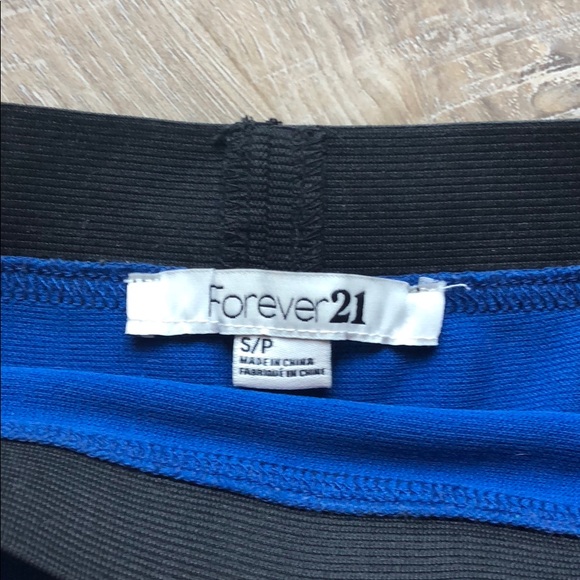 Forever21
S/P
MADE IN CHINA
FABRIQUÉ EN CHINE